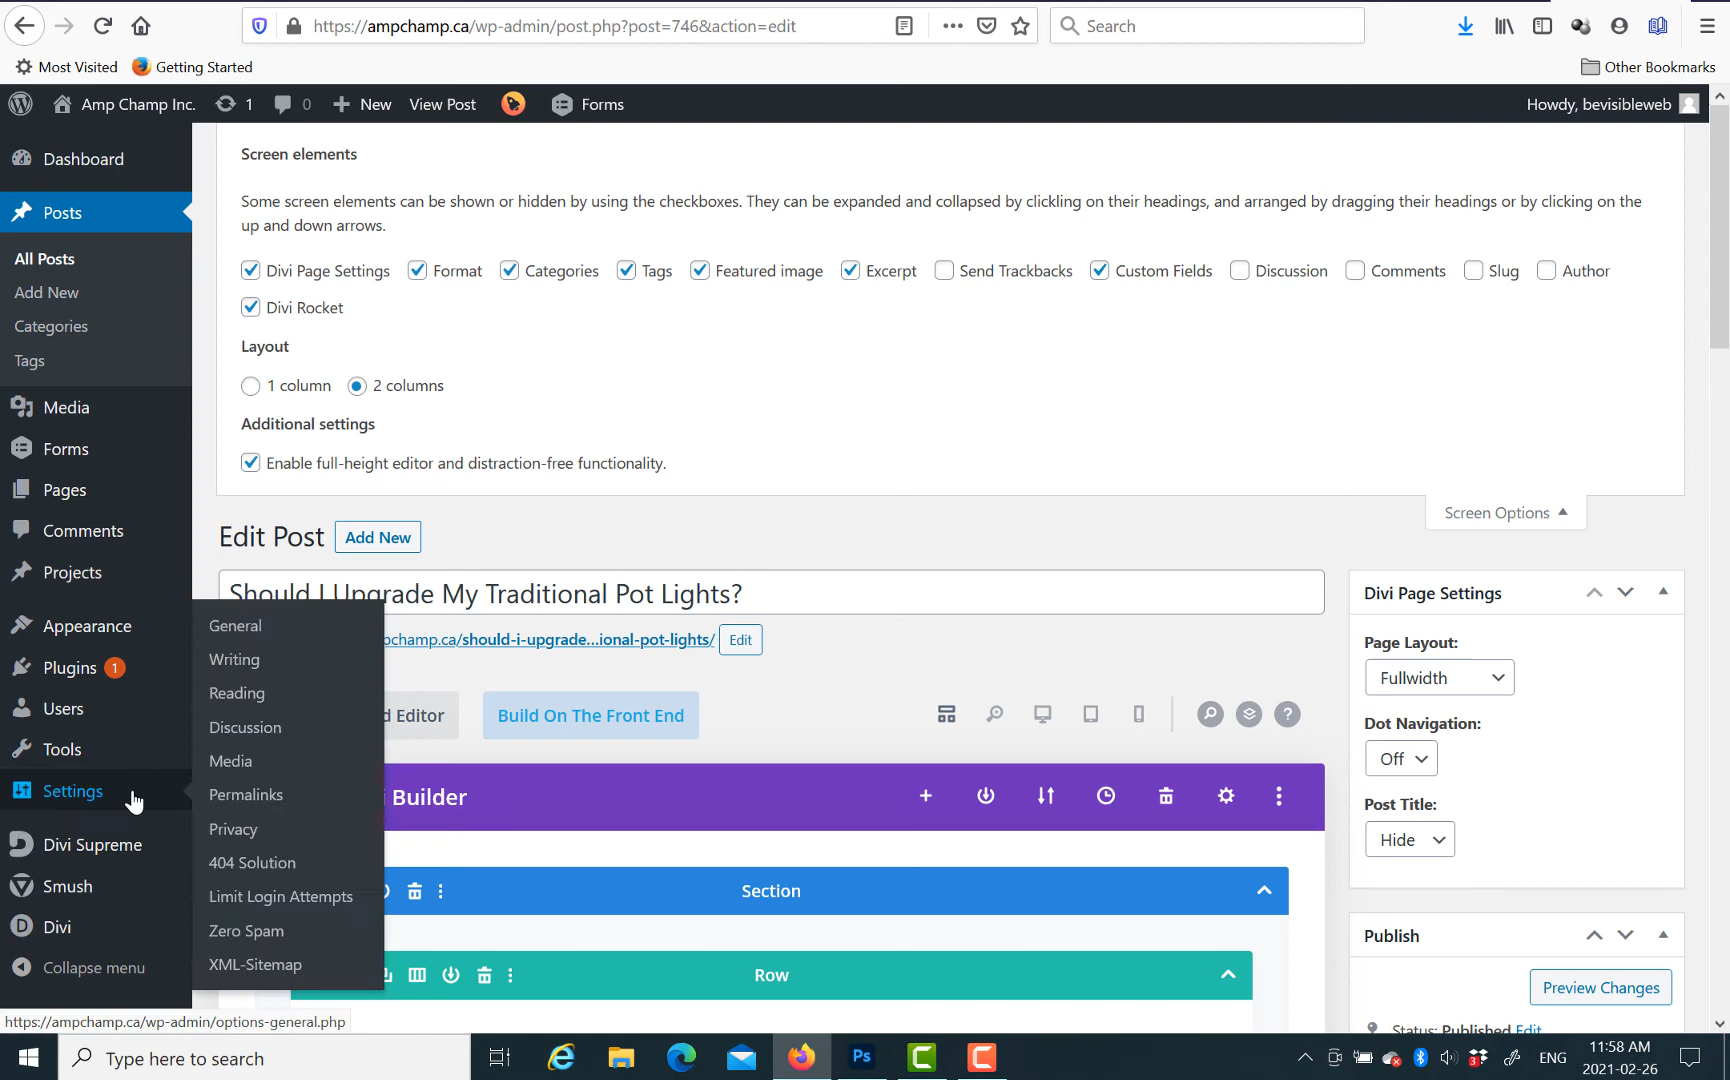 https://ampchamp.ca/wp-admin/post.php?post=746&action=edit
Search
Most Visited
Getting Started
Other Bookmarks
Amp Champ Inc.
1
0
New
View Post
Forms
Howdy, bevisibleweb
Dashboard
Posts
All Posts
Add New
Categories
Tags
Media
Forms
Pages
Comments
Projects
Appearance
Plugins 1
Users
Tools
Settings
Divi Supreme
Smush
Divi
Collapse menu
General
Writing
Reading
Discussion
Media
Permalinks
Privacy
404 Solution
Limit Login Attempts
Zero Spam
XML-Sitemap
Screen elements
Some screen elements can be shown or hidden by using the checkboxes. They can be expanded and collapsed by clickling on their headings, and arranged by dragging their headings or by clicking on the
up and down arrows.
Divi Page Settings Format Categories Tags Featured image Excerpt Send Trackbacks Custom Fields Discussion Comments Slug Author
Divi Rocket
Layout
1 column 2 columns
Additional settings
Enable full-height editor and distraction-free functionality.
Screen Options
Edit Post Add New
Should I Upgrade My Traditional Pot Lights?
pchamp.ca/should-i-upgrade...ional-pot-lights/ Edit
d Editor
Build On The Front End
?
Builder
Section
Row
Divi Page Settings
Page Layout:
Fullwidth
Dot Navigation:
Off
Post Title:
Hide
Publish
Preview Changes
Status: Published Edit
https://ampchamp.ca/wp-admin/options-general.php
Type here to search
Ps
ENG
11:58 AM
2021-02-26